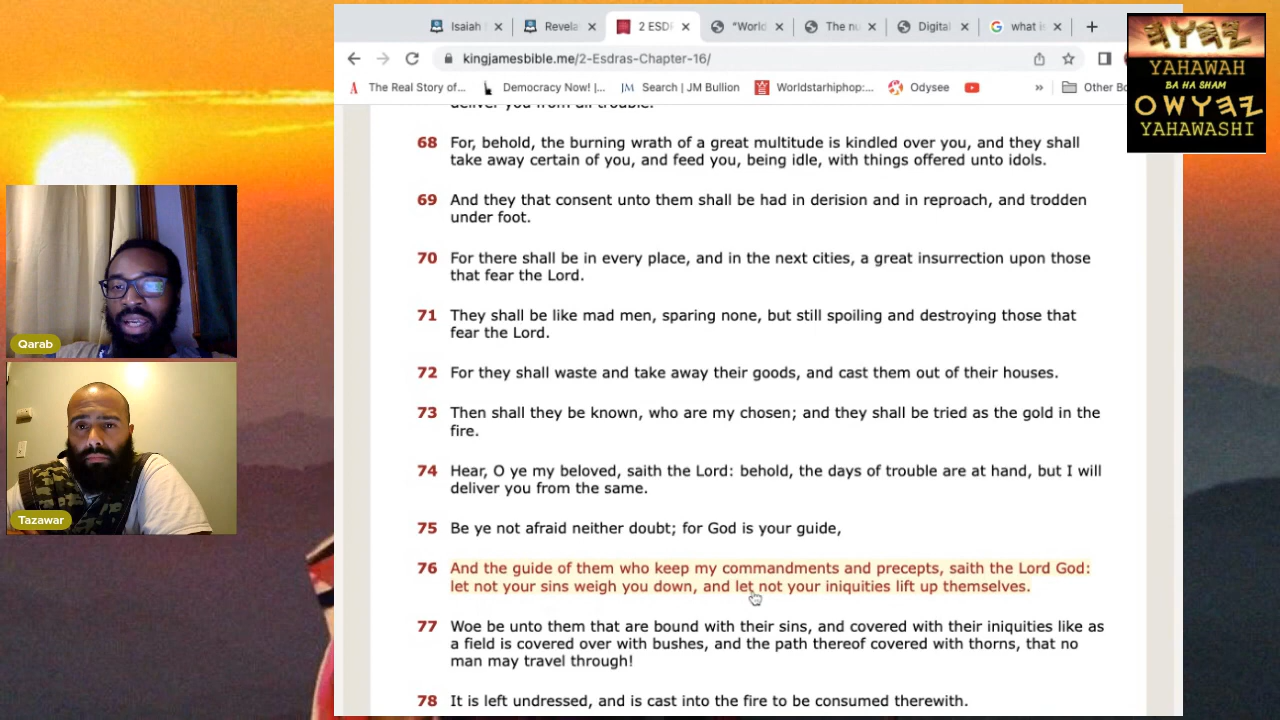 Isaiah
Revela
2 ESDR
"World
The nu
Digital
what is
kingjamesbible.me/2-Esdras-Chapter-16/
The Real Story of...
Democracy Now! |...
Search | JM Bullion
Worldstarhiphop:...
Odysee
»
Other Bo
YAHAWAH
BA HA SHAM
YAHAWASHI
deliver you from all trouble.
68 For, behold, the burning wrath of a great multitude is kindled over you, and they shall
take away certain of you, and feed you, being idle, with things offered unto idols.
69 And they that consent unto them shall be had in derision and in reproach, and trodden
under foot.
70 For there shall be in every place, and in the next cities, a great insurrection upon those
that fear the Lord.
71 They shall be like mad men, sparing none, but still spoiling and destroying those that
fear the Lord.
72 For they shall waste and take away their goods, and cast them out of their houses.
73 Then shall they be known, who are my chosen; and they shall be tried as the gold in the
fire.
74 Hear, O ye my beloved, saith the Lord: behold, the days of trouble are at hand, but I will
deliver you from the same.
75 Be ye not afraid neither doubt; for God is your guide,
76 And the guide of them who keep my commandments and precepts, saith the Lord God:
let not your sins weigh you down, and let not your iniquities lift up themselves.
77 Woe be unto them that are bound with their sins, and covered with their iniquities like as
a field is covered over with bushes, and the path thereof covered with thorns, that no
man may travel through!
78 It is left undressed, and is cast into the fire to be consumed therewith.
Qarab
Tazawar